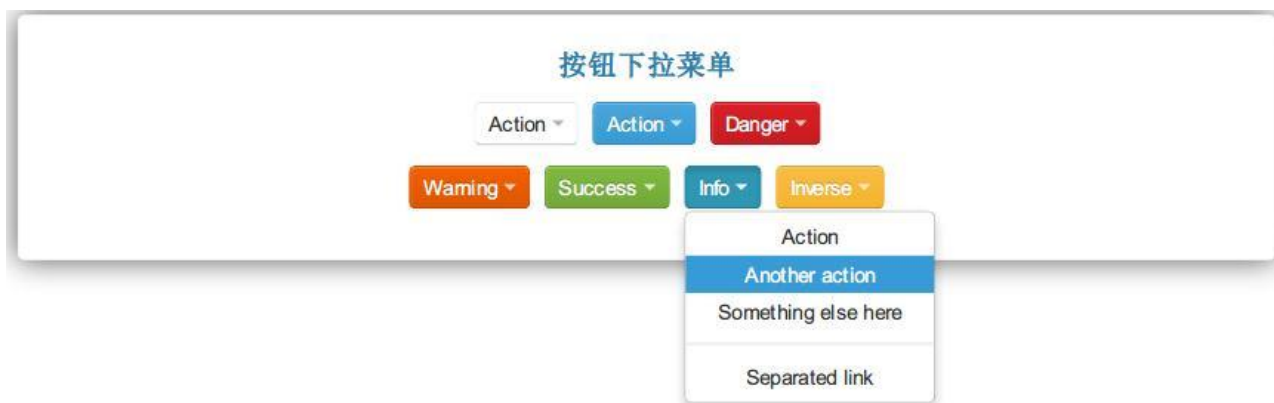 按钮下拉菜单
Action Action Danger
Warning Success Info Inverse
Action
Another action
Something else here
Separated link